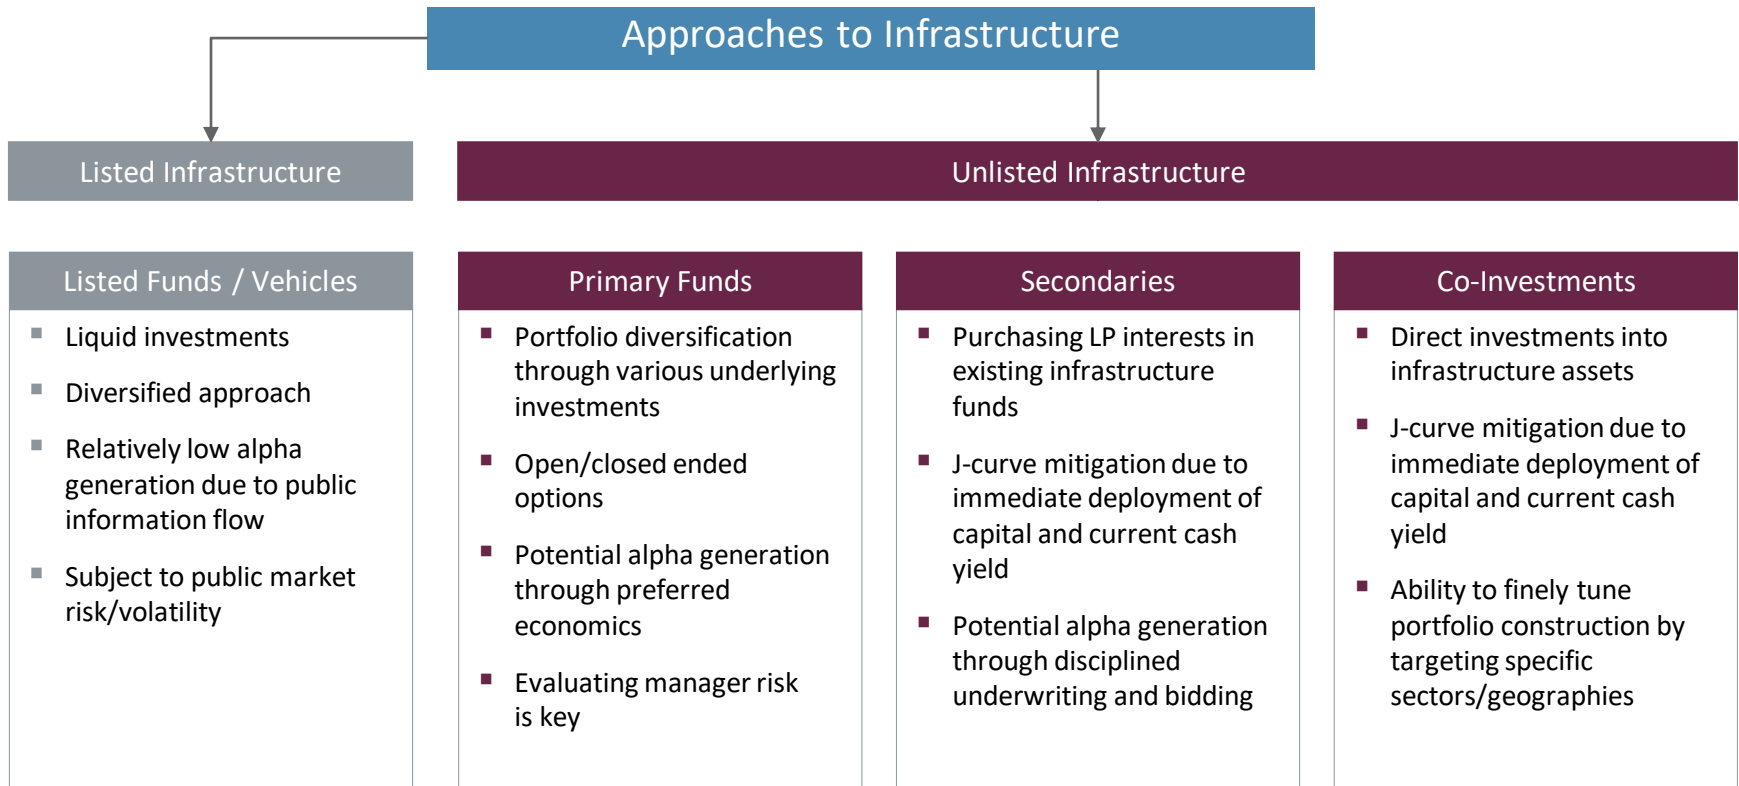 Approaches to Infrastructure
Listed Infrastructure
Unlisted Infrastructure
Listed Funds / Vehicles
Liquid investments
Diversified approach
Relatively low alpha
generation due to public
information flow
Subject to public market
risk/volatility
Primary Funds
Portfolio diversification
through various underlying
investments
Open/closed ended
options
Potential alpha generation
through preferred
economics
Evaluating manager risk
is key
Secondaries
Purchasing LP interests in
existing infrastructure
funds
J-curve mitigation due to
immediate deployment of
capital and current cash
yield
Potential alpha generation
through disciplined
underwriting and bidding
Co-Investments
Direct investments into
infrastructure assets
J-curve mitigation due to
immediate deployment of
capital and current cash
yield
Ability to finely tune
portfolio construction by
targeting specific
sectors/geographies